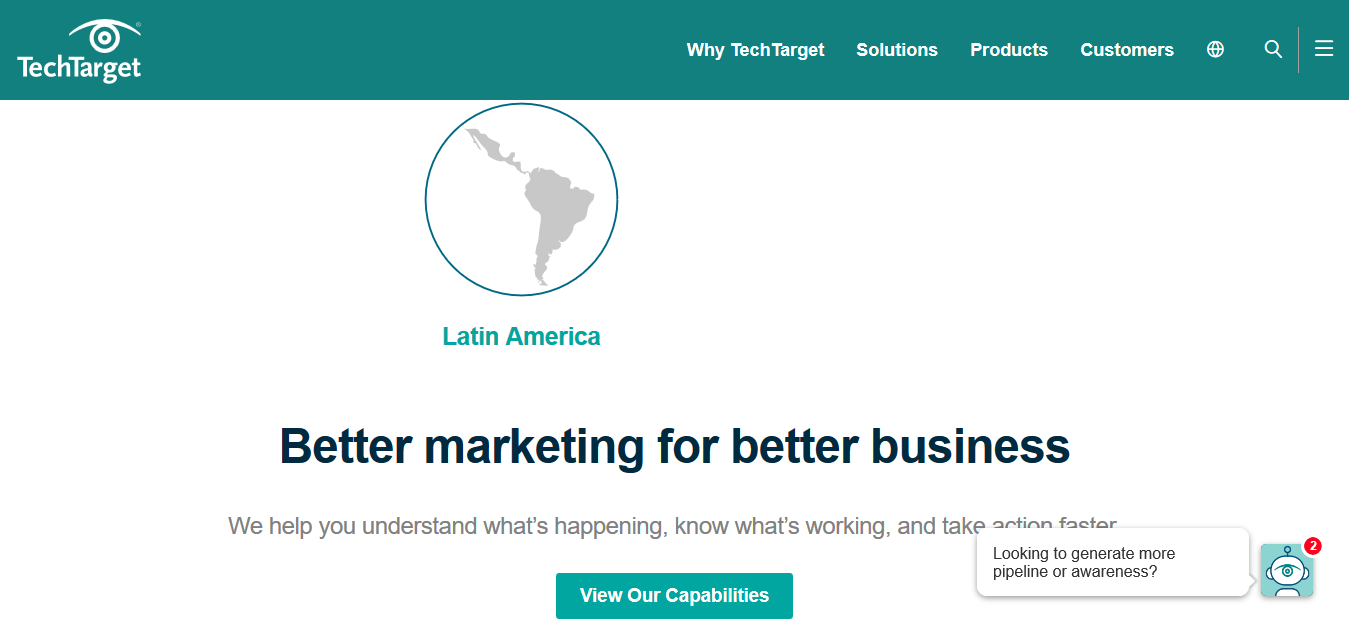 TechTarget®
Why TechTarget
Solutions
Products
Customers
Latin America
Better marketing for better business
We help you understand what's happening, know what's working, and take action faster
Looking to generate more
pipeline or awareness?
2
View Our Capabilities